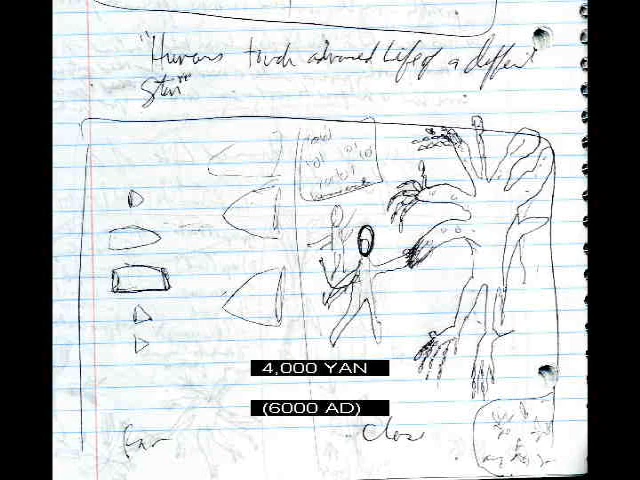 "Humans touch advanced life of a different
star"
4,000 YAN
(6000 AD)
Far
Close